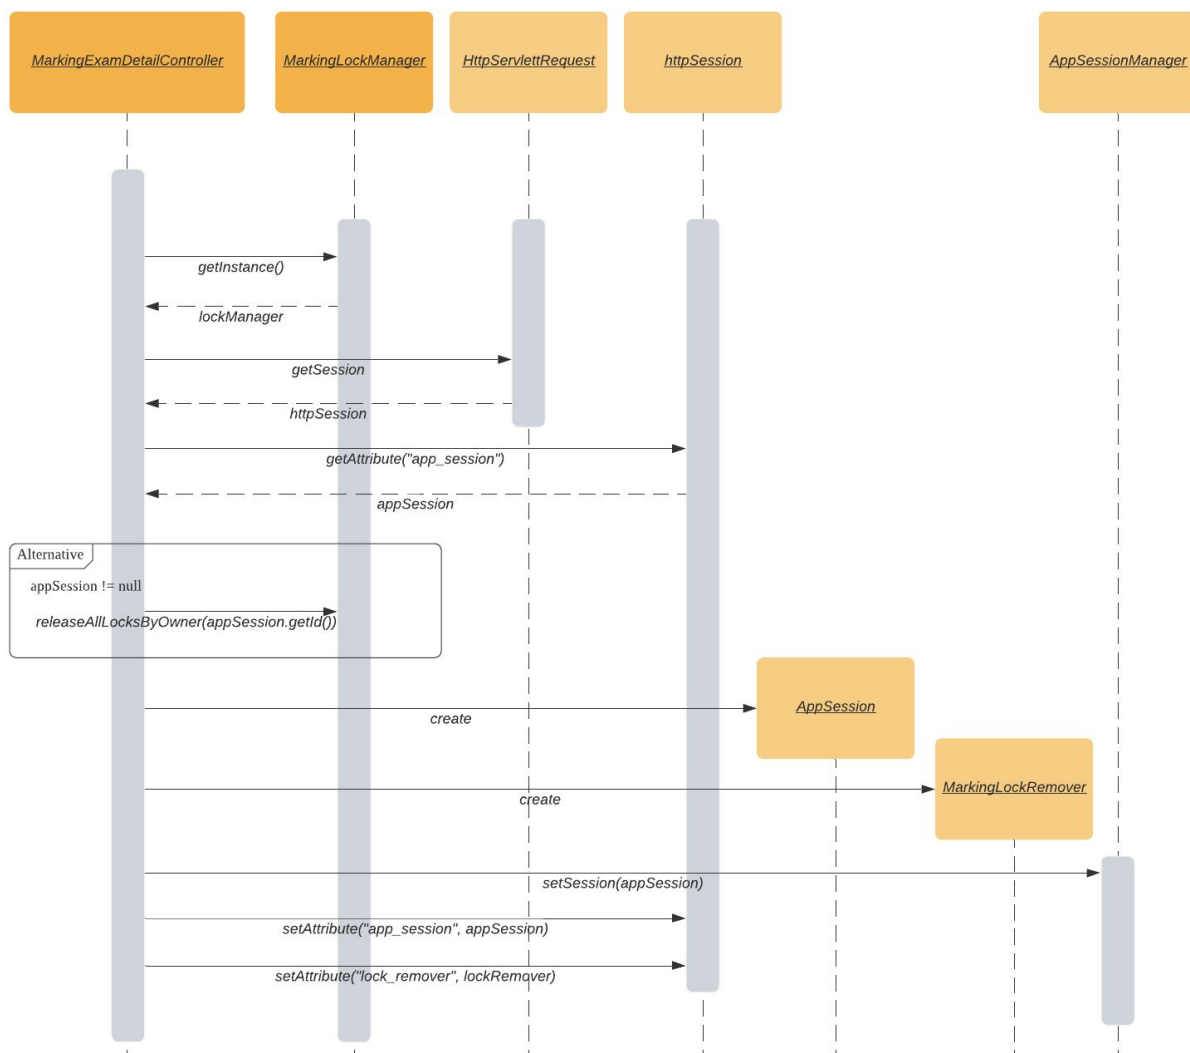 MarkingExamDetailController
MarkingLockManager
HttpServlettRequest
httpSession
AppSessionManager
getInstance()
lockManager
getSession
httpSession
getAttribute("app_session")
appSession
Alternative
appSession != null
releaseAllLocksByOwner(appSession.getId())
AppSession
create
MarkingLockRemover
create
setSession(appSession)
setAttribute("app_session", appSession)
setAttribute("lock_remover", lockRemover)